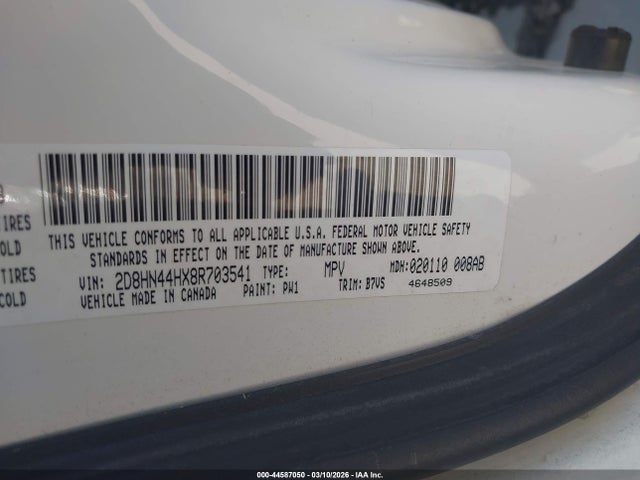 TIRES
COLD
TIRES
COLD
THIS VEHICLE CONFORMS TO ALL APPLICABLE U.S.A. FEDERAL MOTOR VEHICLE SAFETY
STANDARDS IN EFFECT ON THE DATE OF MANUFACTURE SHOWN ABOVE.
VIN: 2D8HN44HX8R703541 TYPE: MPV MDH: 020110 008AB
VEHICLE MADE IN CANADA PAINT: PW1 TRIM: B7VS 4648509
000-44587050 | 03/10/2026 | IAA Inc.